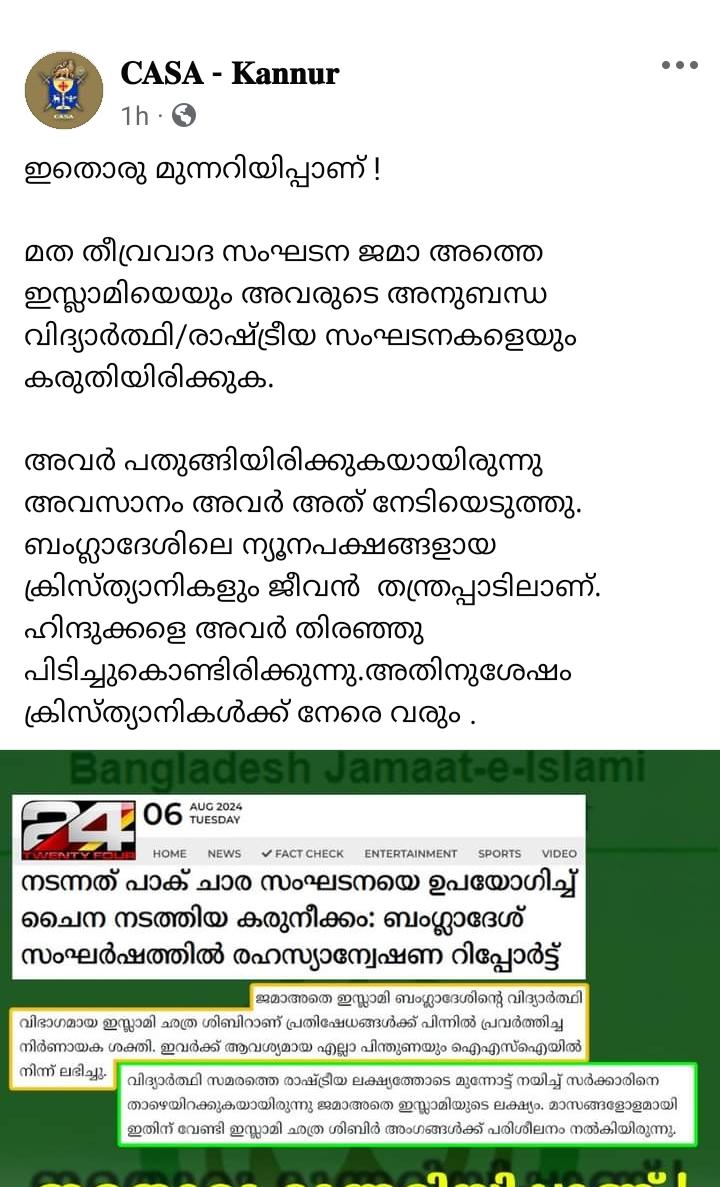 CASA - Kannur
1h ·
ഇതൊരു മുന്നറിയിപ്പാണ് !
മത തീവ്രവാദ സംഘടന ജമാ അത്തെ
ഇസ്ലാമിയെയും അവരുടെ അനുബന്ധ
വിദ്യാർത്ഥി/രാഷ്ട്രീയ സംഘടനകളെയും
കരുതിയിരിക്കുക.
അവർ പതുങ്ങിയിരിക്കുകയായിരുന്നു
അവസാനം അവർ അത് നേടിയെടുത്തു.
ബംഗ്ലാദേശിലെ ന്യൂനപക്ഷങ്ങളായ
ക്രിസ്ത്യാനികളും ജീവൻ തന്ത്രപ്പാടിലാണ്.
ഹിന്ദുക്കളെ അവർ തിരഞ്ഞു
പിടിച്ചുകൊണ്ടിരിക്കുന്നു.അതിനുശേഷം
ക്രിസ്ത്യാനികൾക്ക് നേരെ വരും .
Bangladesh Jamaat-e-Islami
24 06 AUG 2024
TUESDAY
TWENTY FOUR HOME NEWS ✓ FACT CHECK ENTERTAINMENT SPORTS VIDEO
നടന്നത് പാക് ചാര സംഘടനയെ ഉപയോഗിച്ച്
ചൈന നടത്തിയ കരുനീക്കം: ബംഗ്ലാദേശ്
സംഘർഷത്തിൽ രഹസ്യാന്വേഷണ റിപ്പോർട്ട്
ജമാഅതെ ഇസ്ലാമി ബംഗ്ലാദേശിന്റെ വിദ്യാർത്ഥി
വിഭാഗമായ ഇസ്ലാമി ഛത്ര ശിബിറാണ് പ്രതിഷേധങ്ങൾക്ക് പിന്നിൽ പ്രവർത്തിച്ച
നിർണായക ശക്തി. ഇവർക്ക് ആവശ്യമായ എല്ലാ പിന്തുണയും ഐഎസ്ഐയിൽ
നിന്ന് ലഭിച്ചു.
വിദ്യാർത്ഥി സമരത്തെ രാഷ്ട്രീയ ലക്ഷ്യത്തോടെ മുന്നോട്ട് നയിച്ച് സർക്കാരിനെ
താഴെയിറക്കുകയായിരുന്നു ജമാഅതെ ഇസ്ലാമിയുടെ ലക്ഷ്യം. മാസങ്ങളോളമായി
ഇതിന് വേണ്ടി ഇസ്ലാമി ഛത്ര ശിബിർ അംഗങ്ങൾക്ക് പരിശീലനം നൽകിയിരുന്നു.